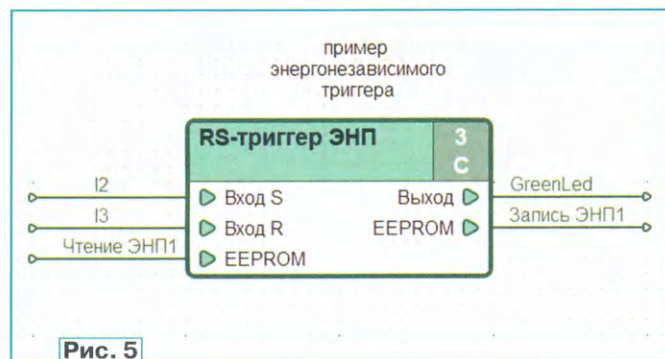 пример
энергонезависимого
триггера
RS-триггер ЭНП
3
C
I2
Вход S
Выход
GreenLed
I3
Вход R
EEPROM
Запись ЭНП1
Чтение ЭНП1
EEPROM
Рис. 5